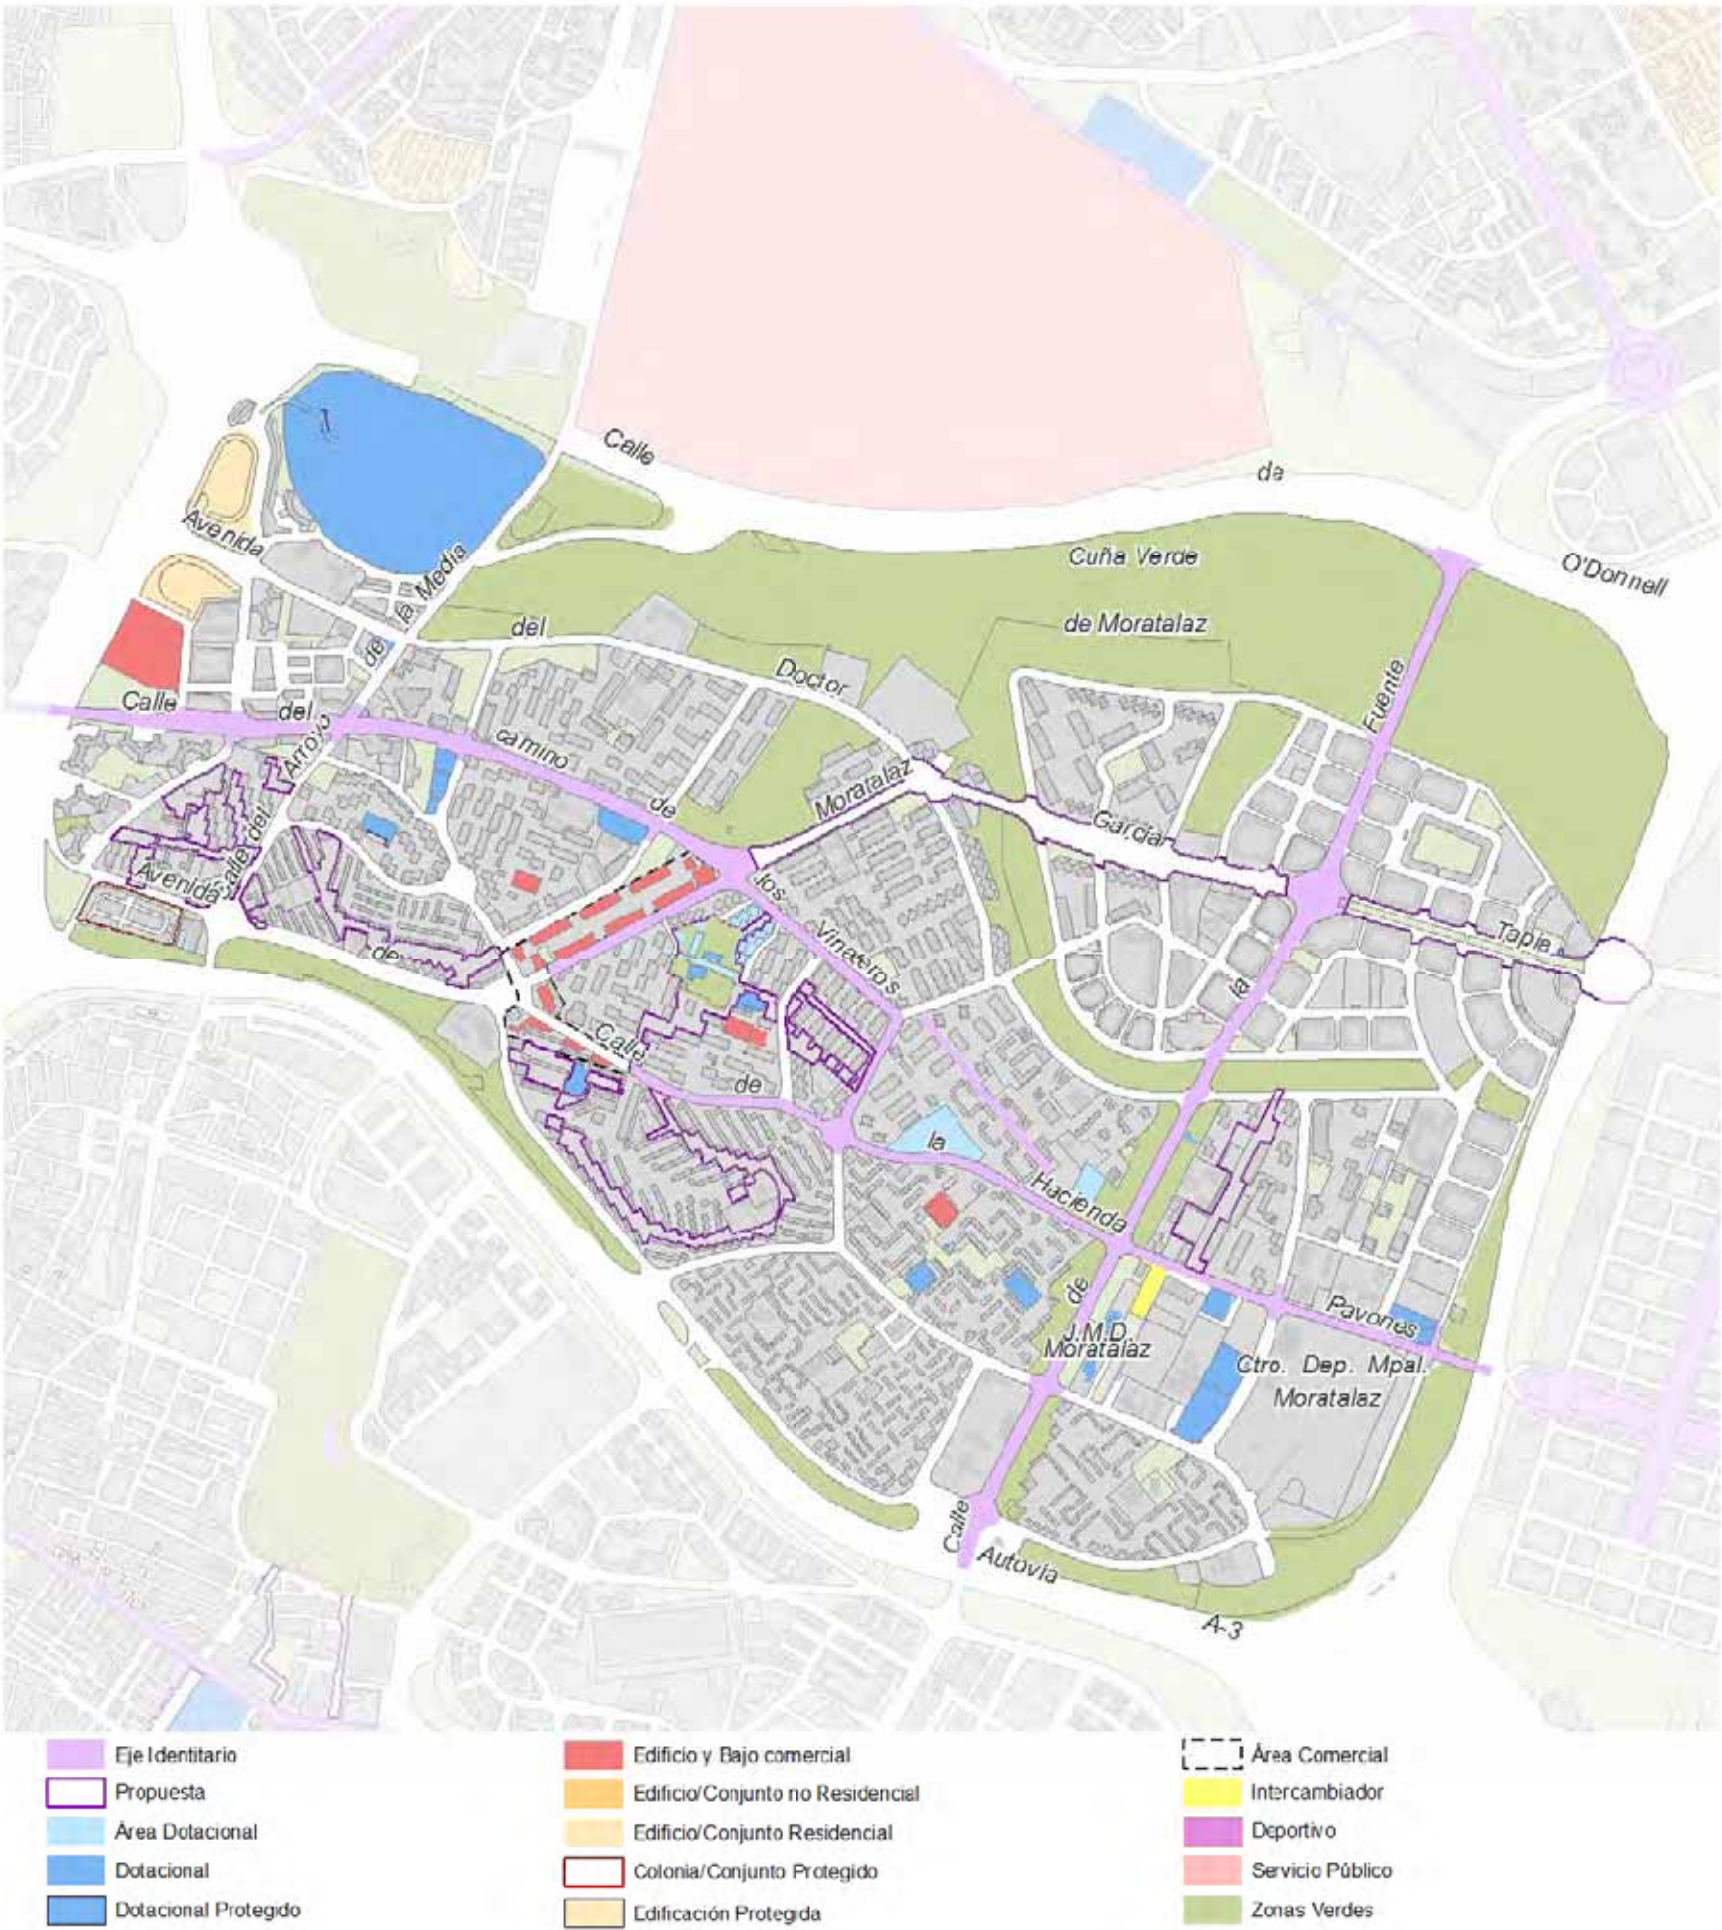 Calle
de
O'Donnell
Cuña Verde
de Moratalaz
Avenida
la Media
de
del
Doctor
Fuente
Calle
del
Arroyo
camino
de
Moratalaz
García
los
Vinateros
Avenida
Calle del
de
Tapia
la
Calle
de
la
Hacienda
de
Pavones
J.M.D.
Moratalaz
Ctro. Dep. Mpal.
Moratalaz
Calle
Autovía
A-3
Eje Identitario
Propuesta
Área Dotacional
Dotacional
Dotacional Protegido
Edificio y Bajo comercial
Edificio/Conjunto no Residencial
Edificio/Conjunto Residencial
Colonia/Conjunto Protegido
Edificación Protegida
Área Comercial
Intercambiador
Deportivo
Servicio Público
Zonas Verdes